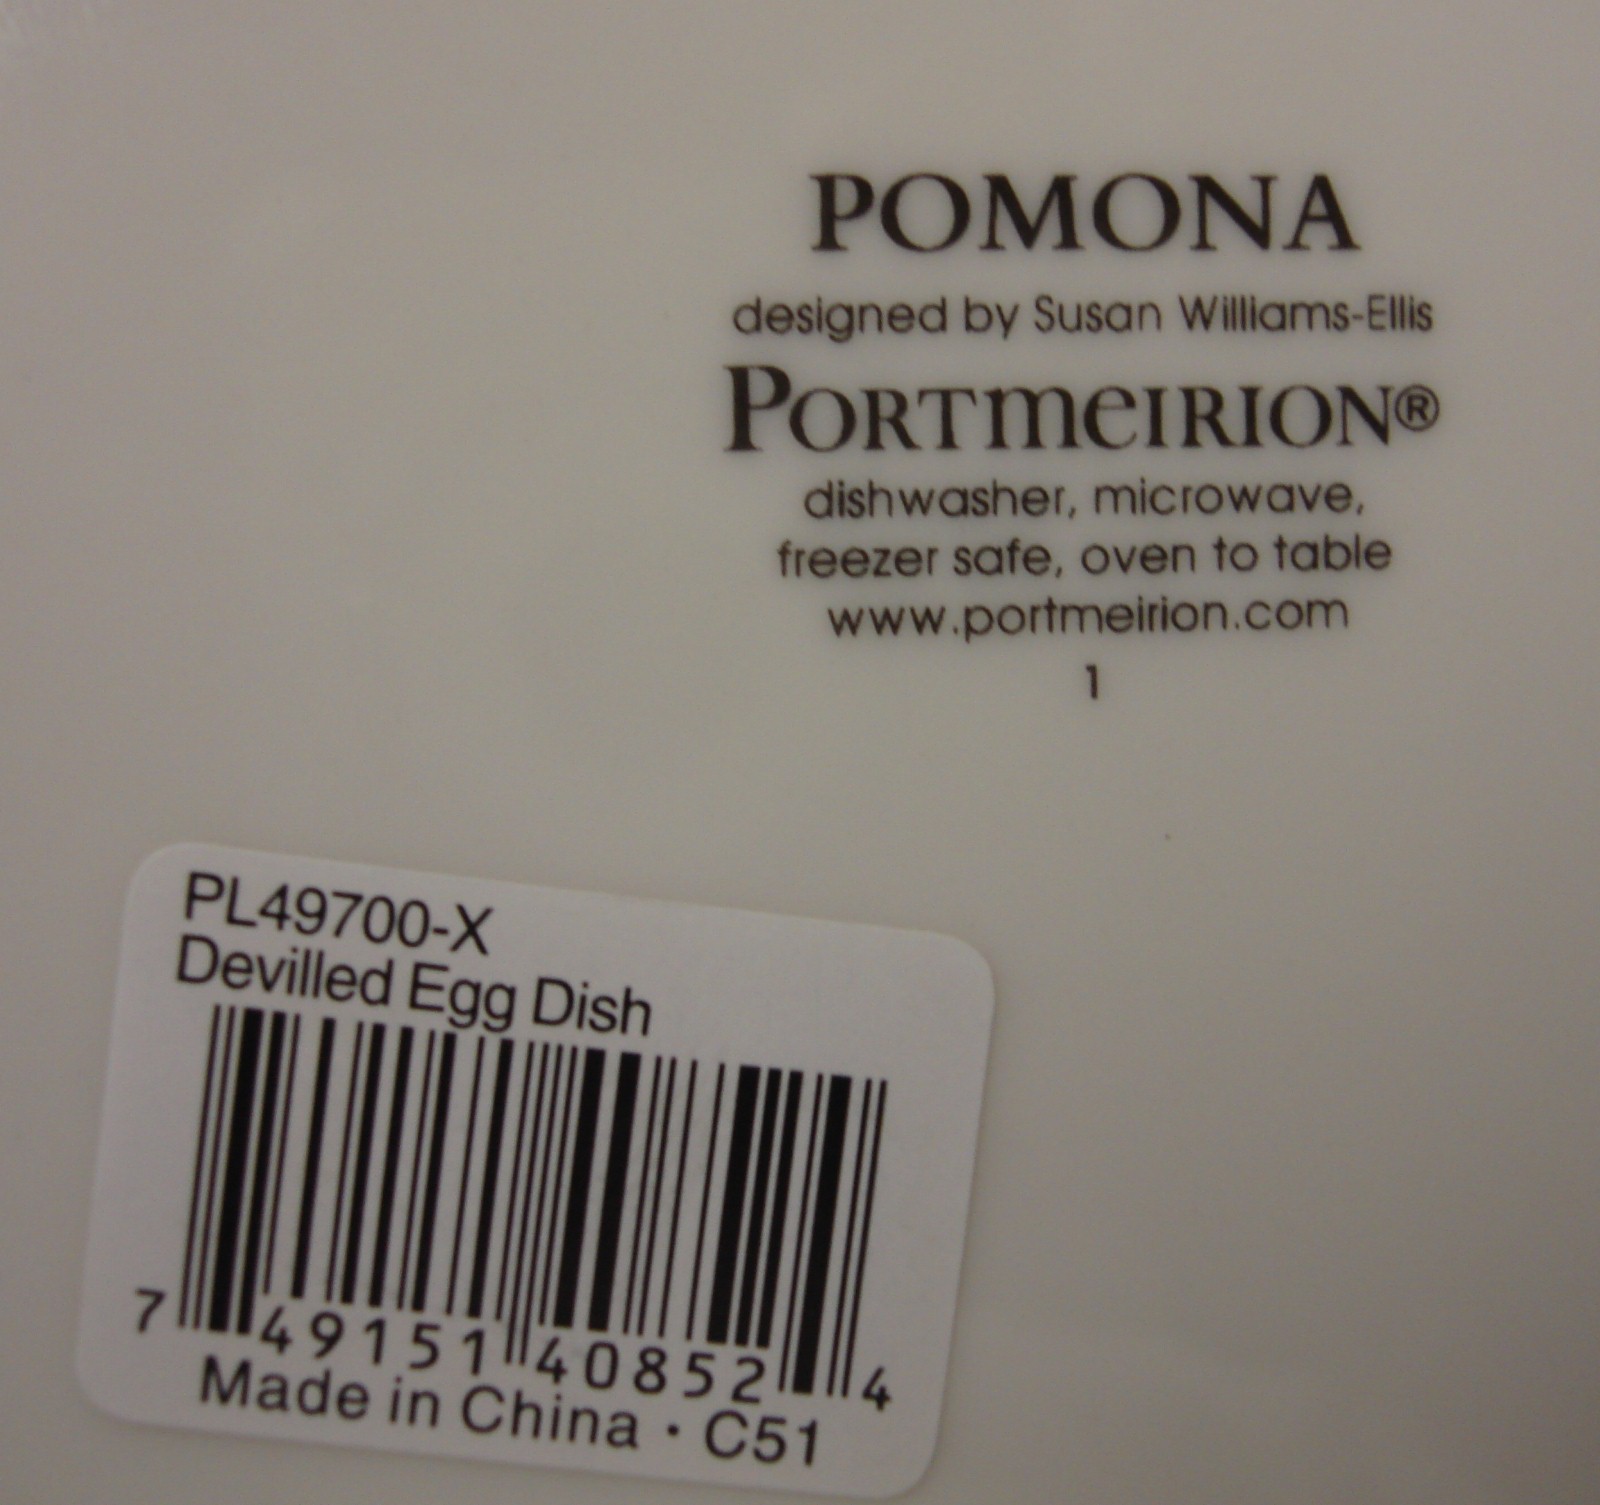 POMONA
designed by Susan Williams-Ellis
PORTMEIRION®
dishwasher, microwave,
freezer safe, oven to table
www.portmeirion.com
1
PL49700-X
Devilled Egg Dish
7 49151 40852 4
Made in China · C51